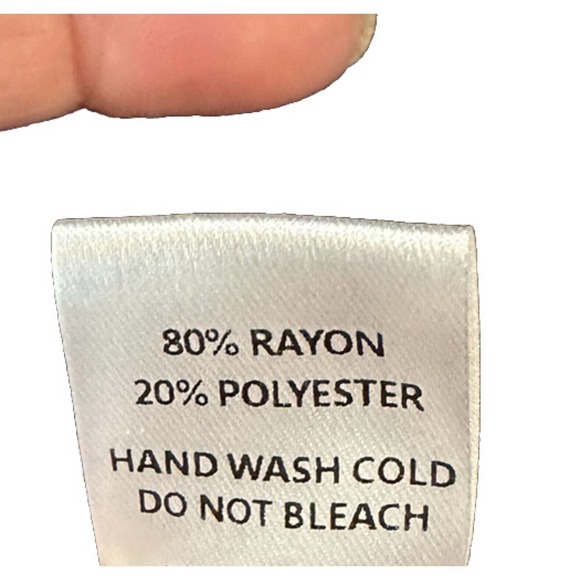 80% RAYON
20% POLYESTER
HAND WASH COLD
DO NOT BLEACH